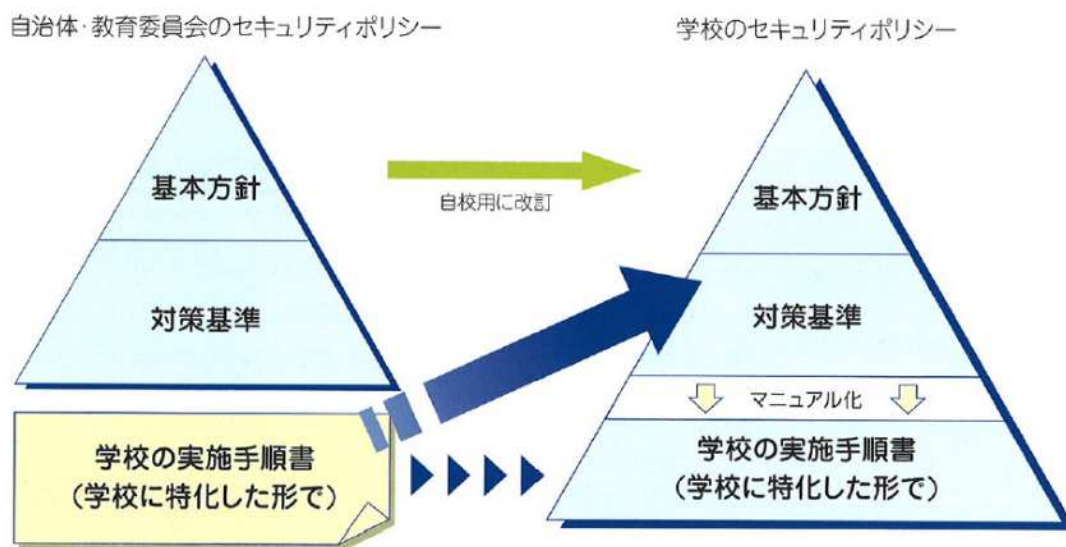 自治体・教育委員会のセキュリティポリシー
学校のセキュリティポリシー
基本方針
対策基準
学校の実施手順書
（学校に特化した形で）
自校用に改訂
基本方針
対策基準
マニュアル化
学校の実施手順書
（学校に特化した形で）